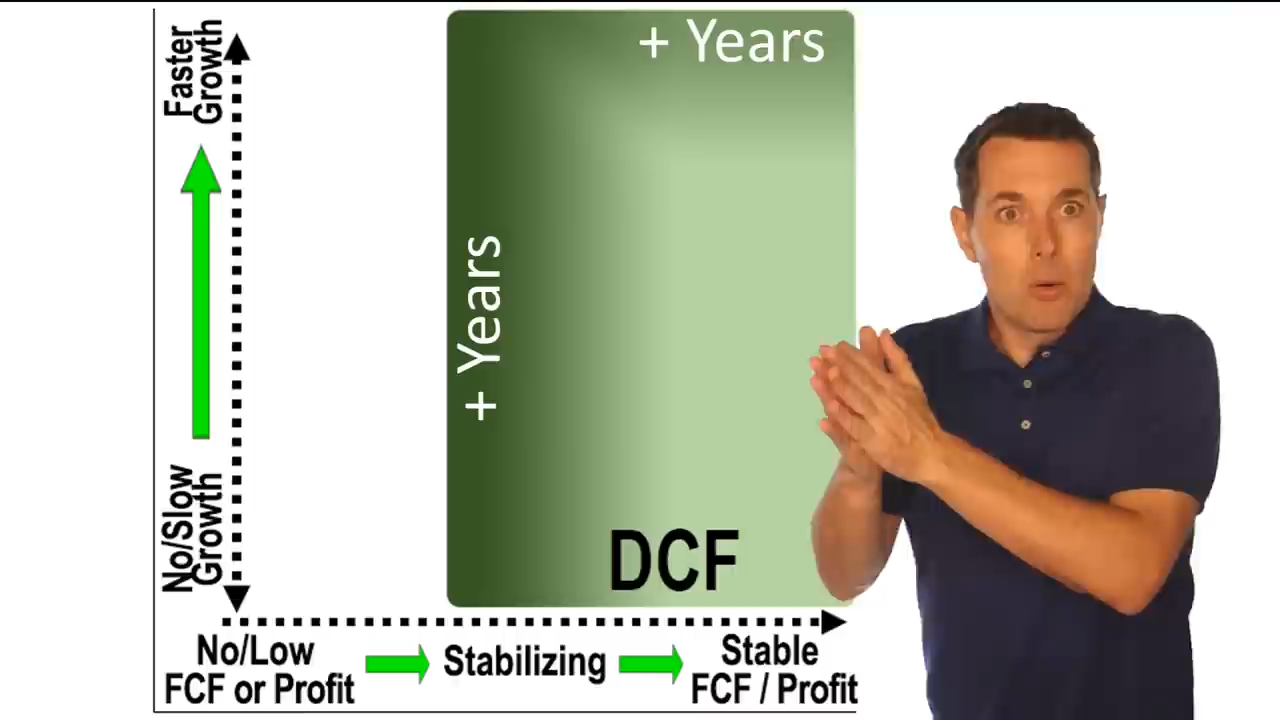 Faster
Growth
No/Slow
Growth
+ Years
+ Years
DCF
No/Low
FCF or Profit
Stabilizing
Stable
FCF / Profit